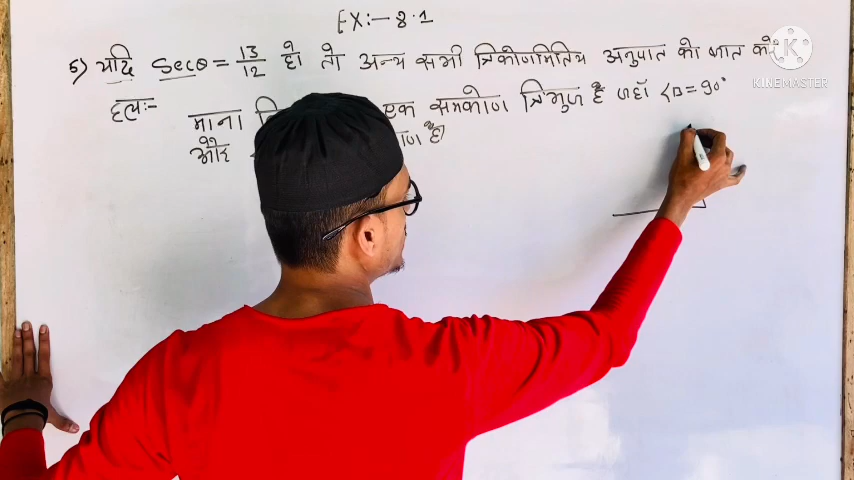 EX:- 8.1
5) यदि secθ = 13/12 हो तो अन्य सभी त्रिकोणमितिय अनुपात को ज्ञात करें
हल:- माना एक समकोण त्रिभुज है जहाँ ∠B = 90°
और है।
KINEMASTER